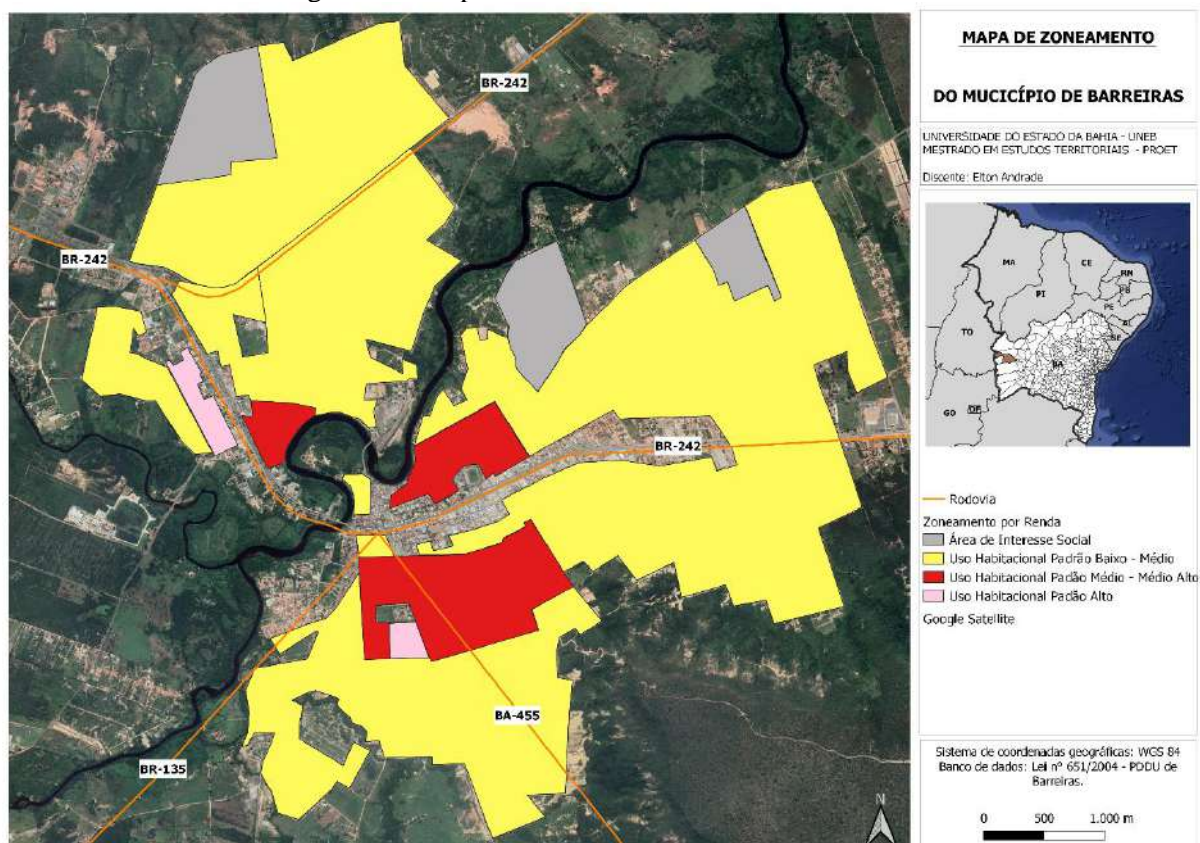 MAPA DE ZONEAMENTO
DO MUCICÍPIO DE BARREIRAS
UNIVERSIDADE DO ESTADO DA BAHIA - UNEB
MESTRADO EM ESTUDOS TERRITORIAIS - PROET
Discente: Elton Andrade
BR-242
BR-242
BR-242
BA-455
BR-135
N
MA
CE
RN
PB
PI
PE
AL
SE
TO
BA
GO
DF
Rodovia
Zoneamento por Renda
Área de Interesse Social
Uso Habitacional Padrão Baixo - Médio
Uso Habitacional Padão Médio - Médio Alto
Uso Habitacional Padão Alto
Google Satellite
Sistema de coordenadas geográficas: WGS 84
Banco de dados: Lei nº 651/2004 - PDDU de
Barreiras.
0 500 1.000 m